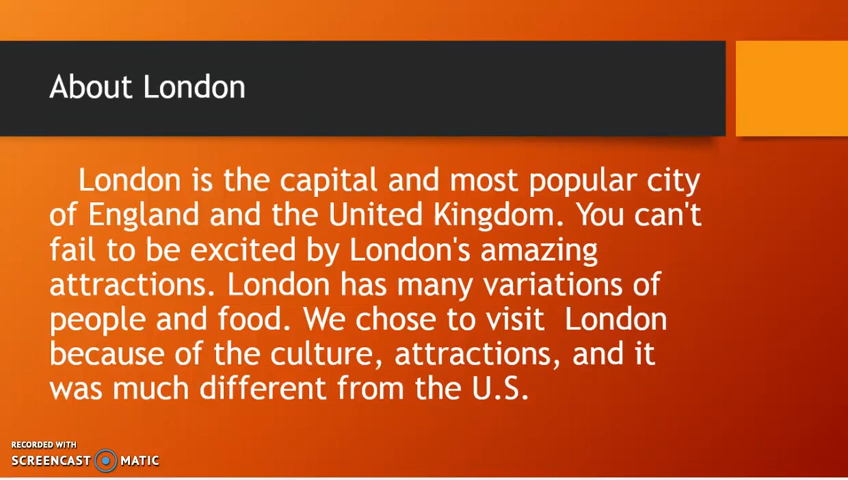 About London
London is the capital and most popular city
of England and the United Kingdom. You can't
fail to be excited by London's amazing
attractions. London has many variations of
people and food. We chose to visit  London
because of the culture, attractions, and it
was much different from the U.S.
RECORDED WITH
SCREENCAST MATIC